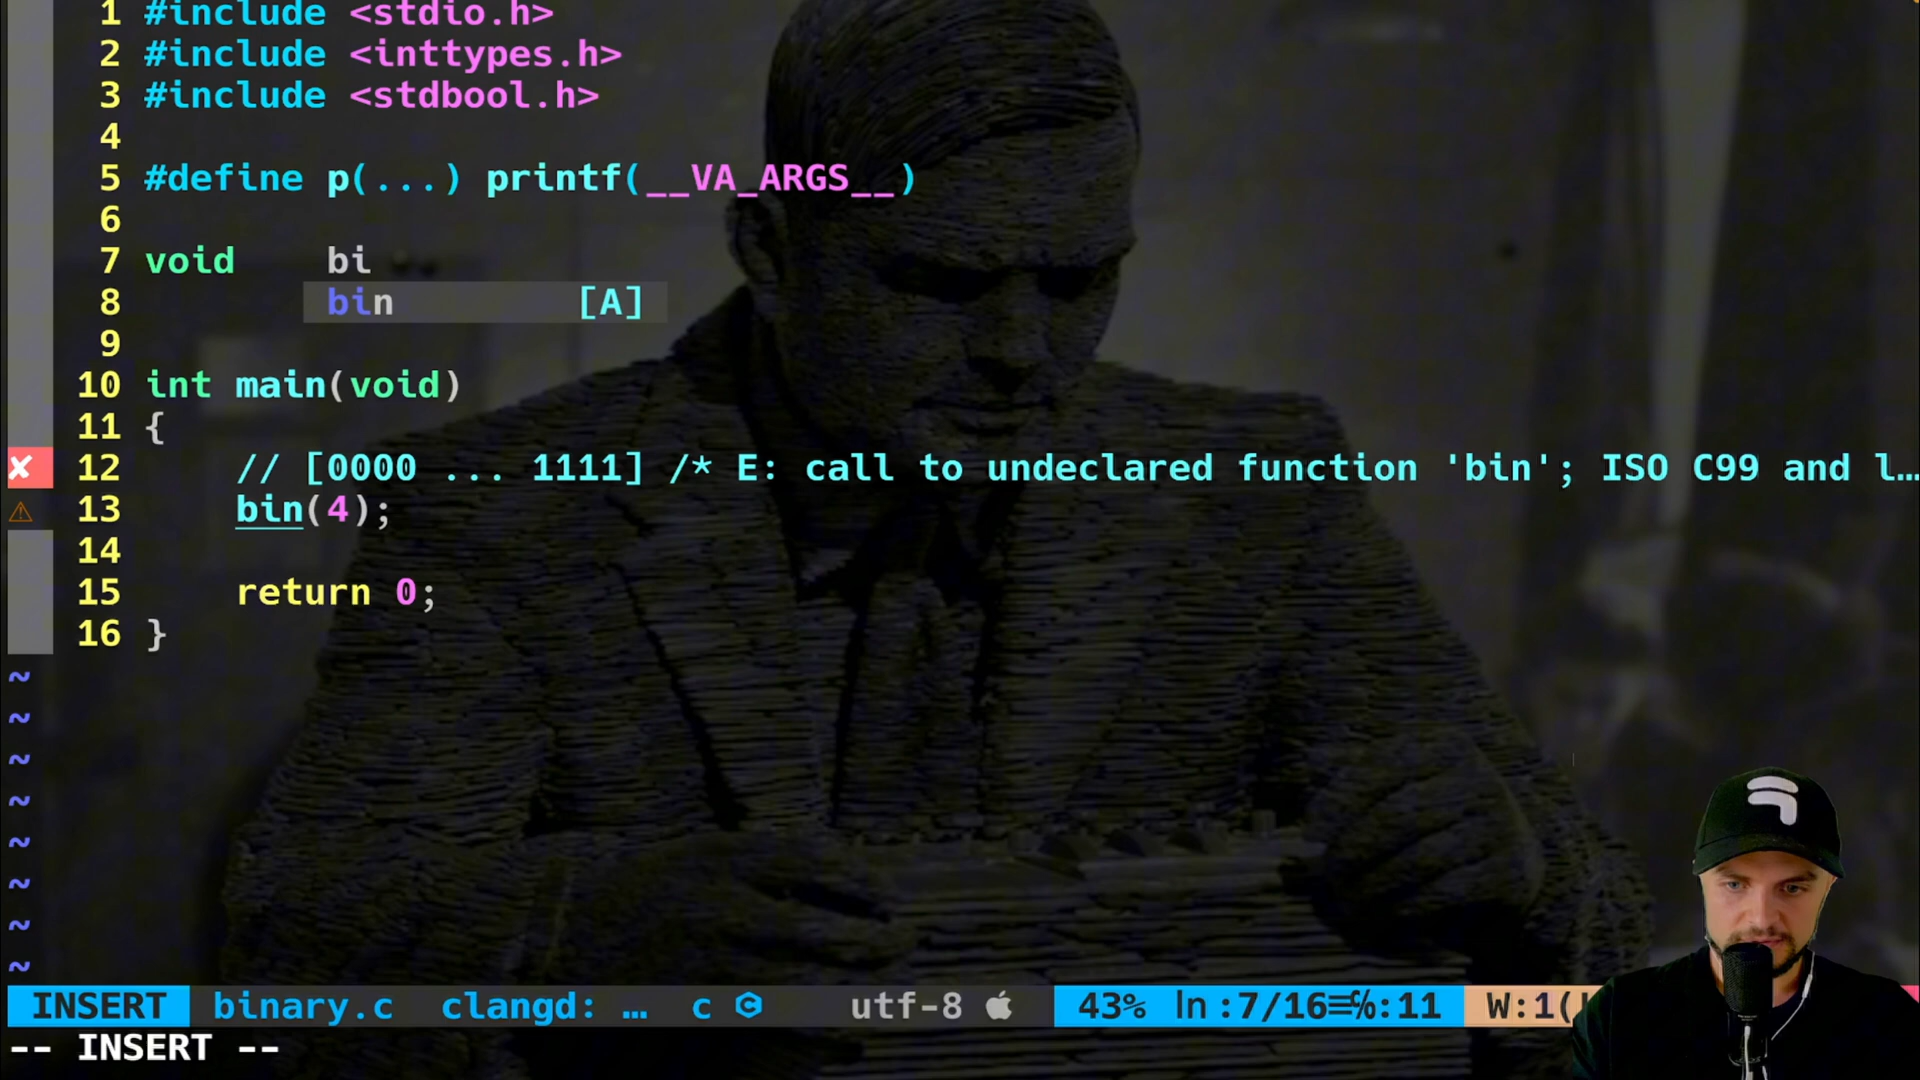 1 #include <stdio.h>
2 #include <inttypes.h>
3 #include <stdbool.h>
4
5 #define p(...) printf(__VA_ARGS__)
6
7 void    bi
8 bin [A]
9
10 int main(void)
11 {
12     // [0000 ... 1111] /* E: call to undeclared function 'bin'; ISO C99 and l…
13     bin(4);
14
15     return 0;
16 }
~
~
~
~
~
~
~
~
INSERT binary.c clangd: … c utf-8 43% ln :7/16≡℅:11 W:1(
-- INSERT --